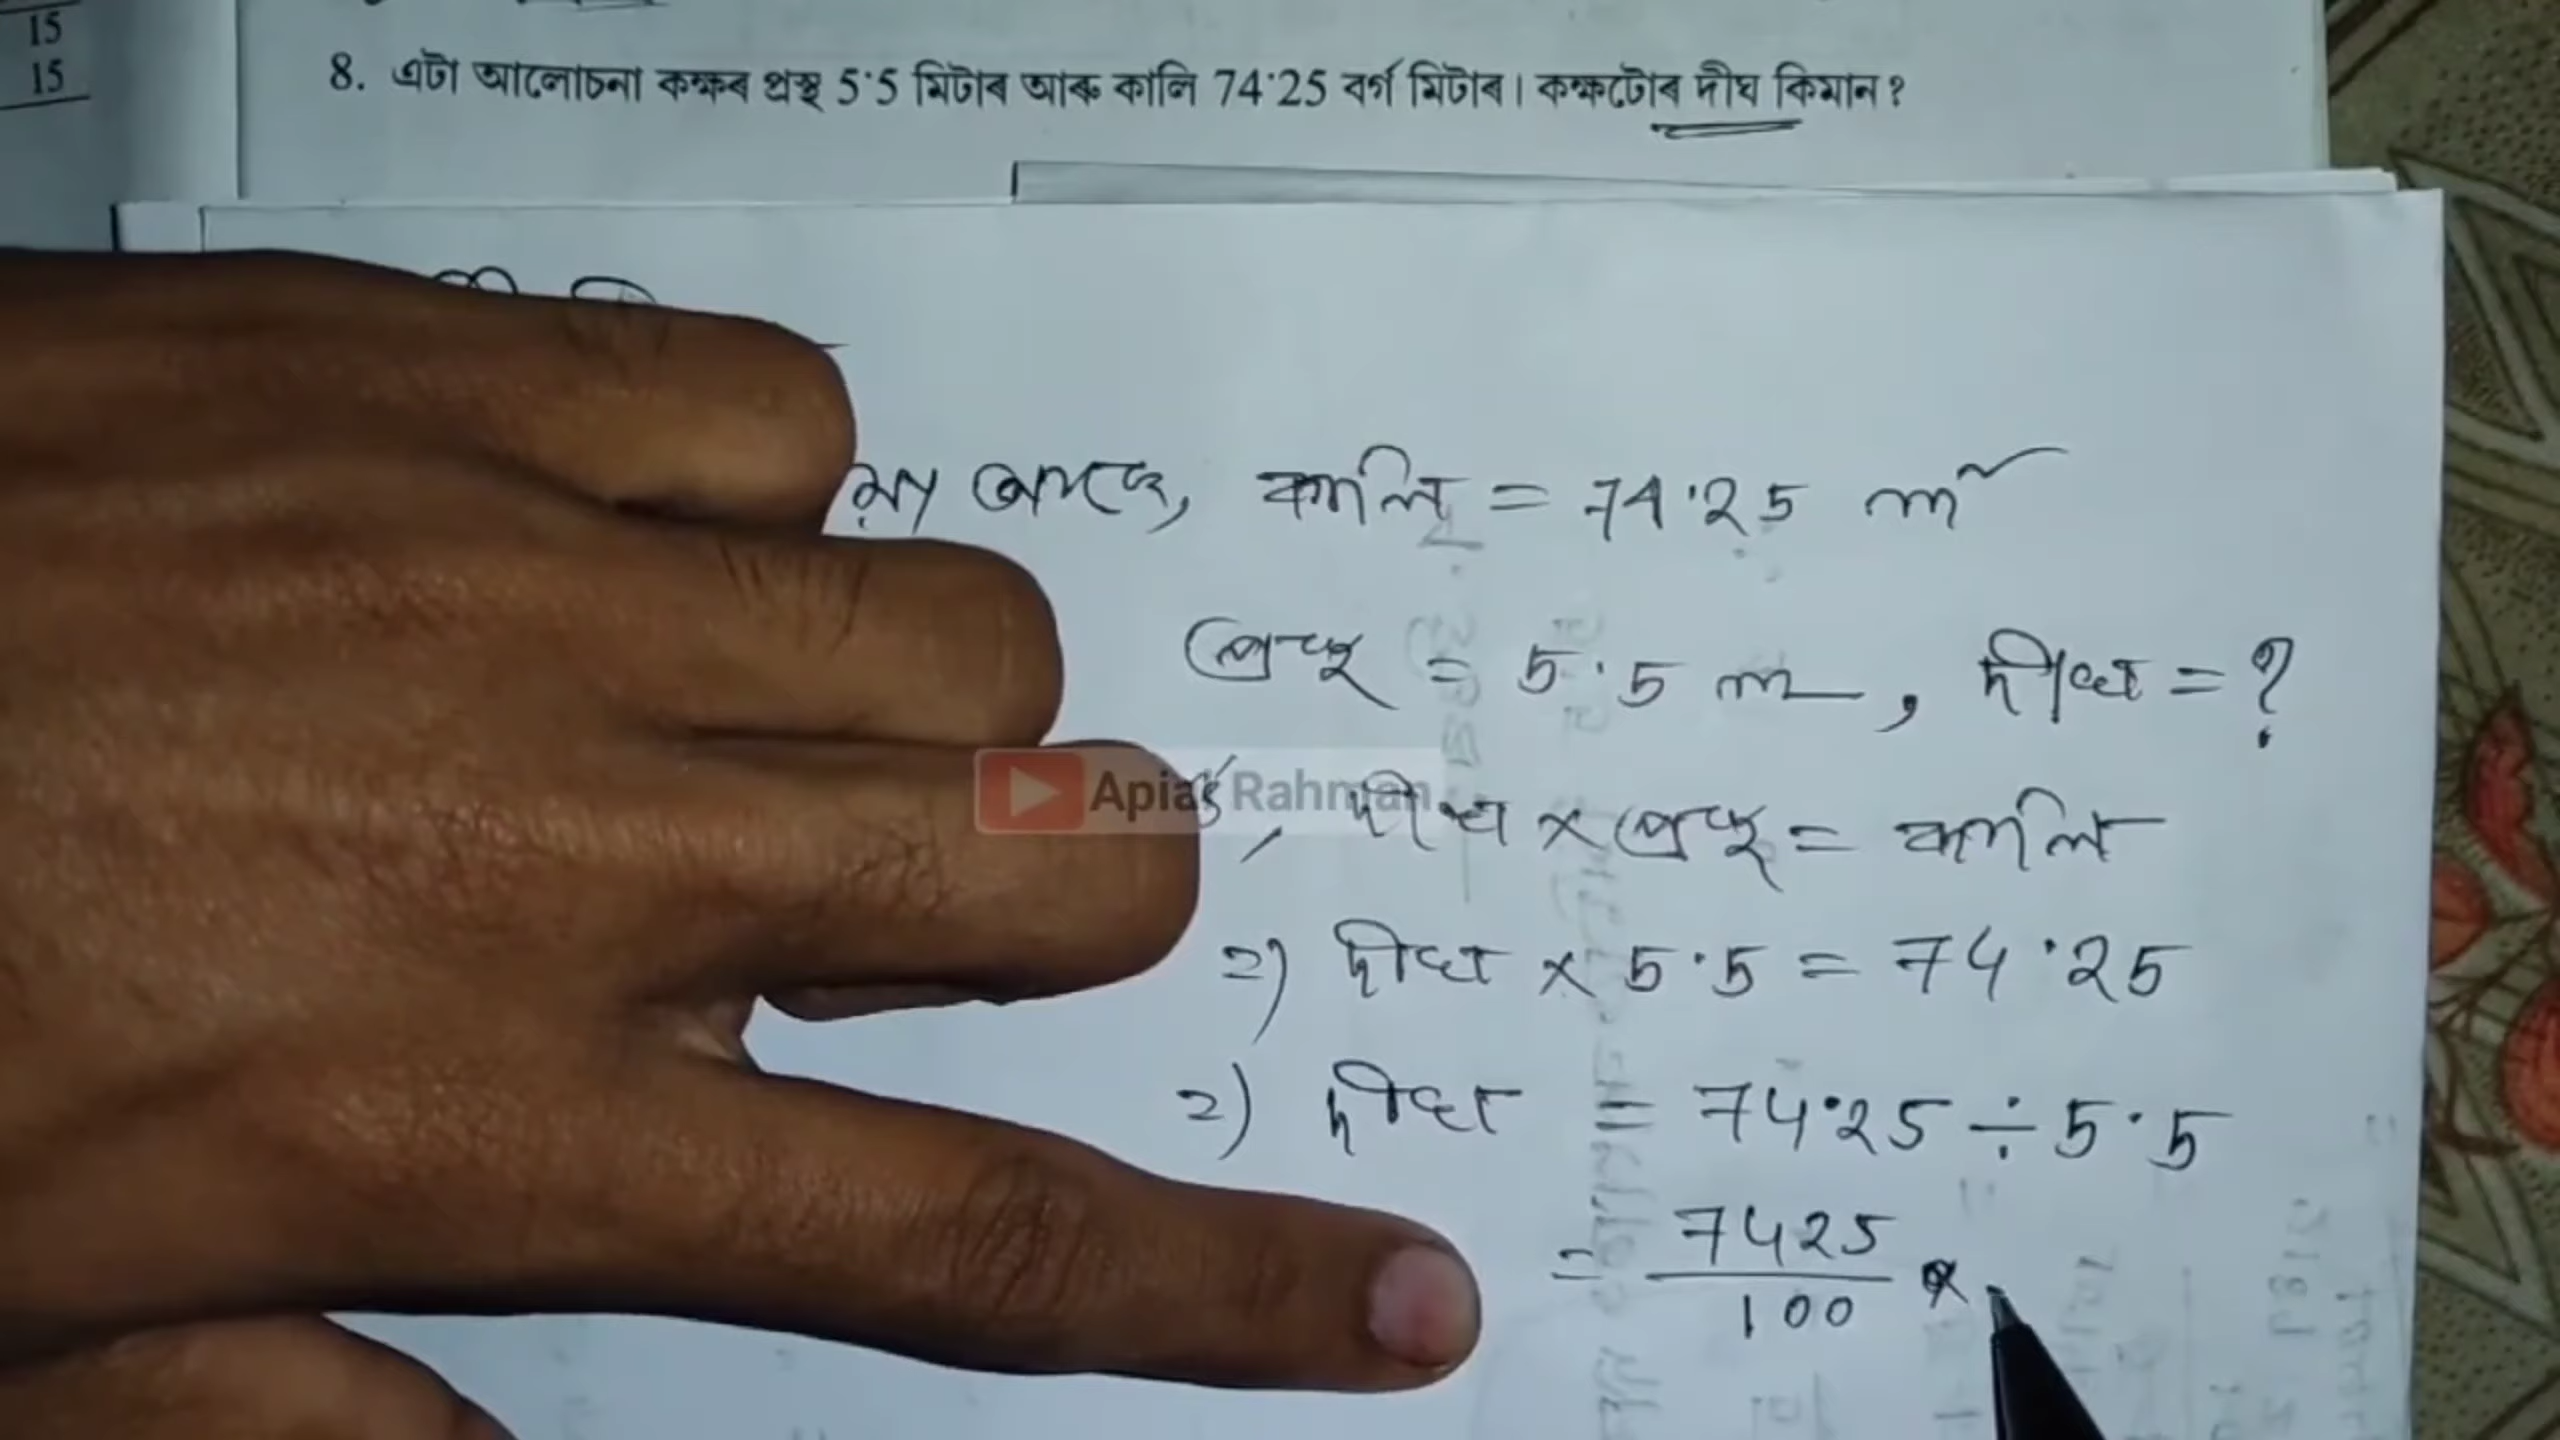 15
15
8. এটা আলোচনা কক্ষৰ প্ৰস্থ 5·5 মিটাৰ আৰু কালি 74·25 বৰ্গ মিটাৰ। কক্ষটোৰ দীঘ কিমান?
আছে, কালি = 74·25 m²
প্ৰস্থ = 5·5 m, দীঘ = ?
Apia's Rahman
, দীঘ × প্ৰস্থ = কালি
⇒) দীঘ × 5·5 = 74·25
⇒) দীঘ = 74·25 ÷ 5·5
= 7425
100 ×